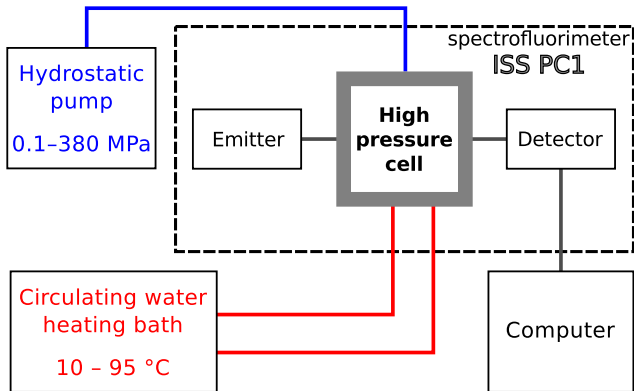 spectrofluorimeter
ISS PC1
Hydrostatic
pump
0.1–380 MPa
Emitter
High
pressure
cell
Detector
Circulating water
heating bath
10 – 95 °C
Computer